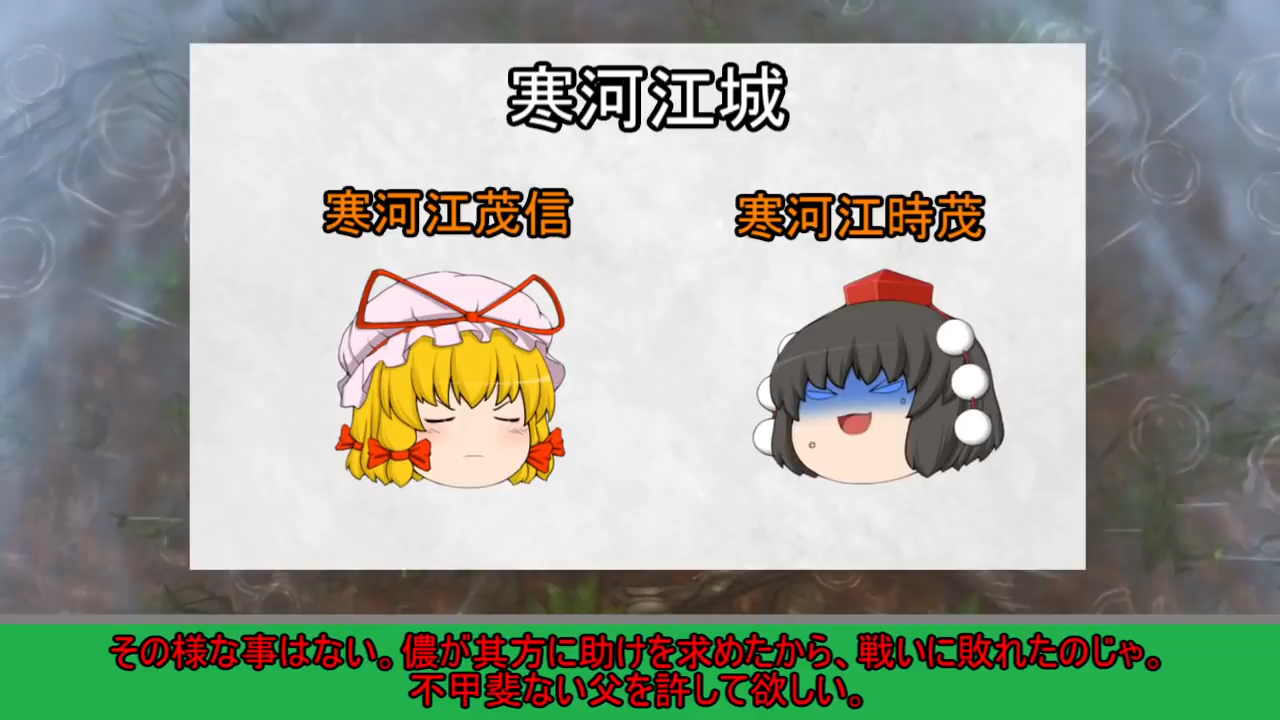 寒河江城
寒河江茂信
寒河江時茂
その様な事はない。儂が其方に助けを求めたから、戦いに敗れたのじゃ。
不甲斐ない父を許して欲しい。